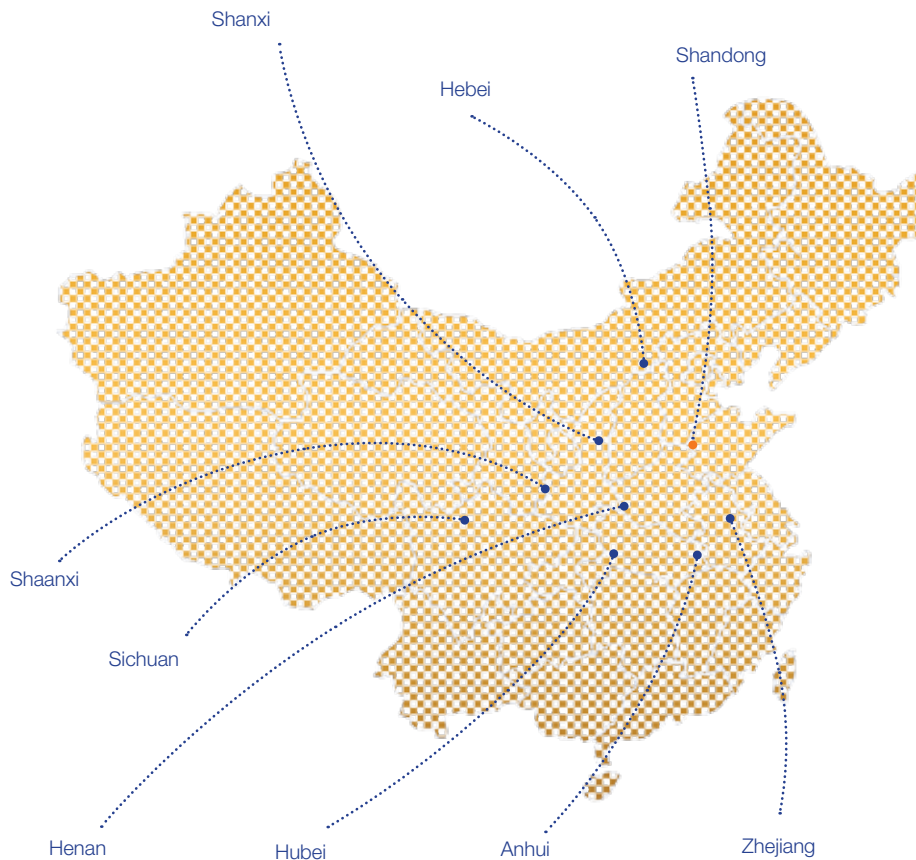 Shanxi
Shandong
Hebei
Shaanxi
Sichuan
Henan
Hubei
Anhui
Zhejiang